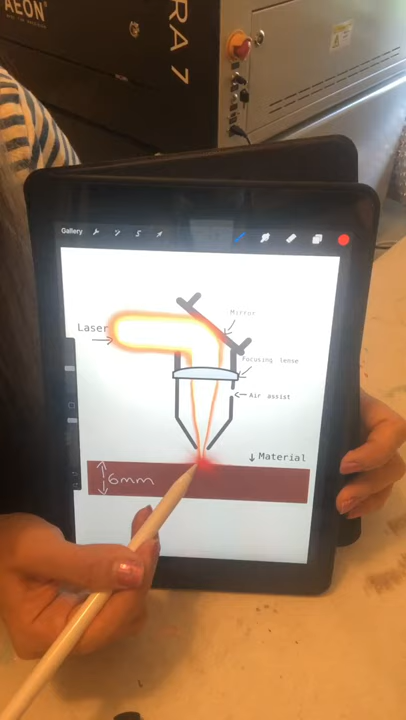 AEON
RA 7
Gallery
Mirror
Laser
Focusing lense
Air assist
Material
6mm